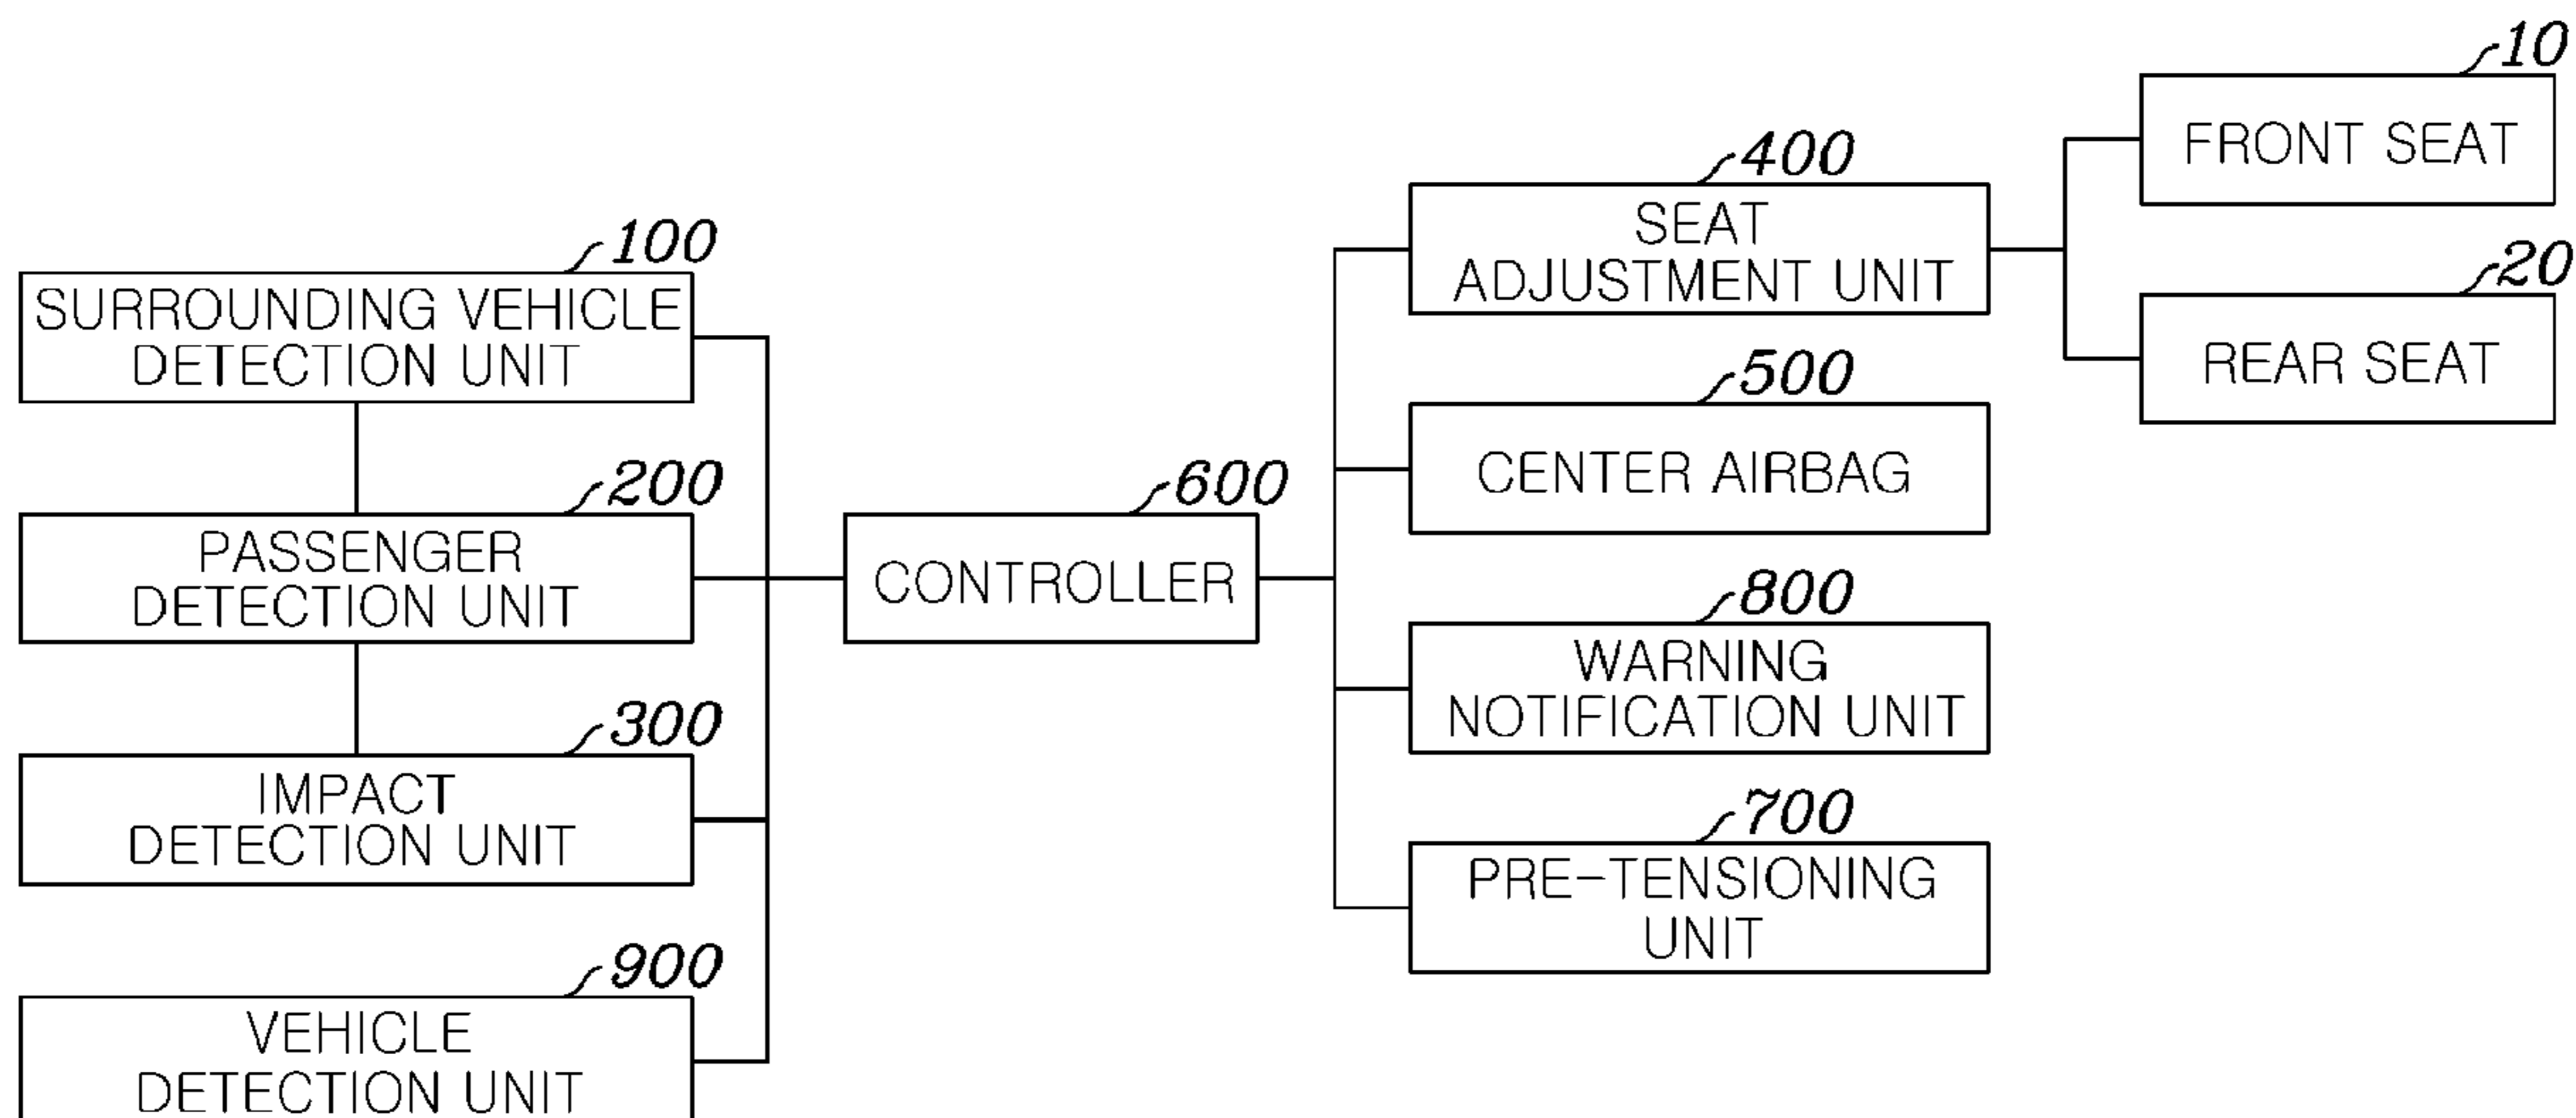 10
FRONT SEAT
400
SEAT
ADJUSTMENT UNIT
100
SURROUNDING VEHICLE
DETECTION UNIT
20
REAR SEAT
500
CENTER AIRBAG
200
PASSENGER
DETECTION UNIT
600
CONTROLLER
800
WARNING
NOTIFICATION UNIT
300
IMPACT
DETECTION UNIT
700
PRE-TENSIONING
UNIT
900
VEHICLE
DETECTION UNIT